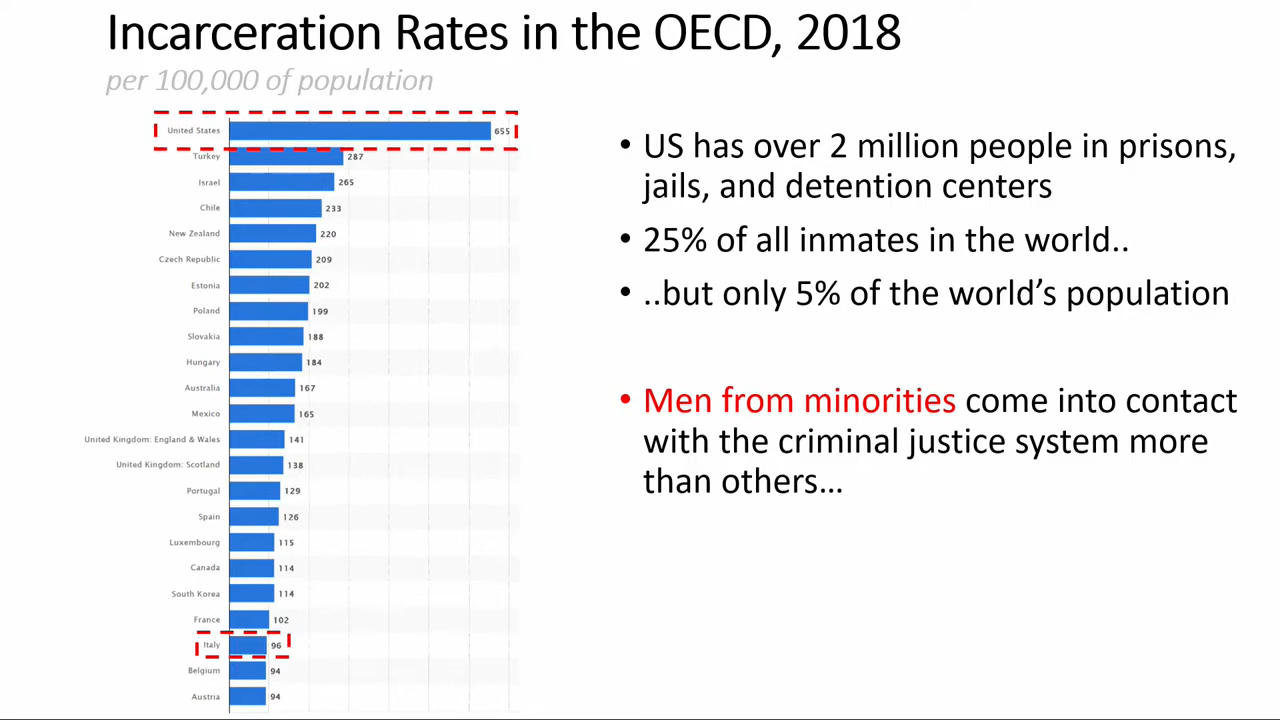 Incarceration Rates in the OECD, 2018
per 100,000 of population
United States 655
Turkey 287
Israel 265
Chile 233
New Zealand 220
Czech Republic 209
Estonia 202
Poland 199
Slovakia 188
Hungary 184
Australia 167
Mexico 165
United Kingdom: England & Wales 141
United Kingdom: Scotland 138
Portugal 129
Spain 126
Luxembourg 115
Canada 114
South Korea 114
France 102
Italy 96
Belgium 94
Austria 94
• US has over 2 million people in prisons,
jails, and detention centers
• 25% of all inmates in the world..
• ..but only 5% of the world’s population
• Men from minorities come into contact
with the criminal justice system more
than others…